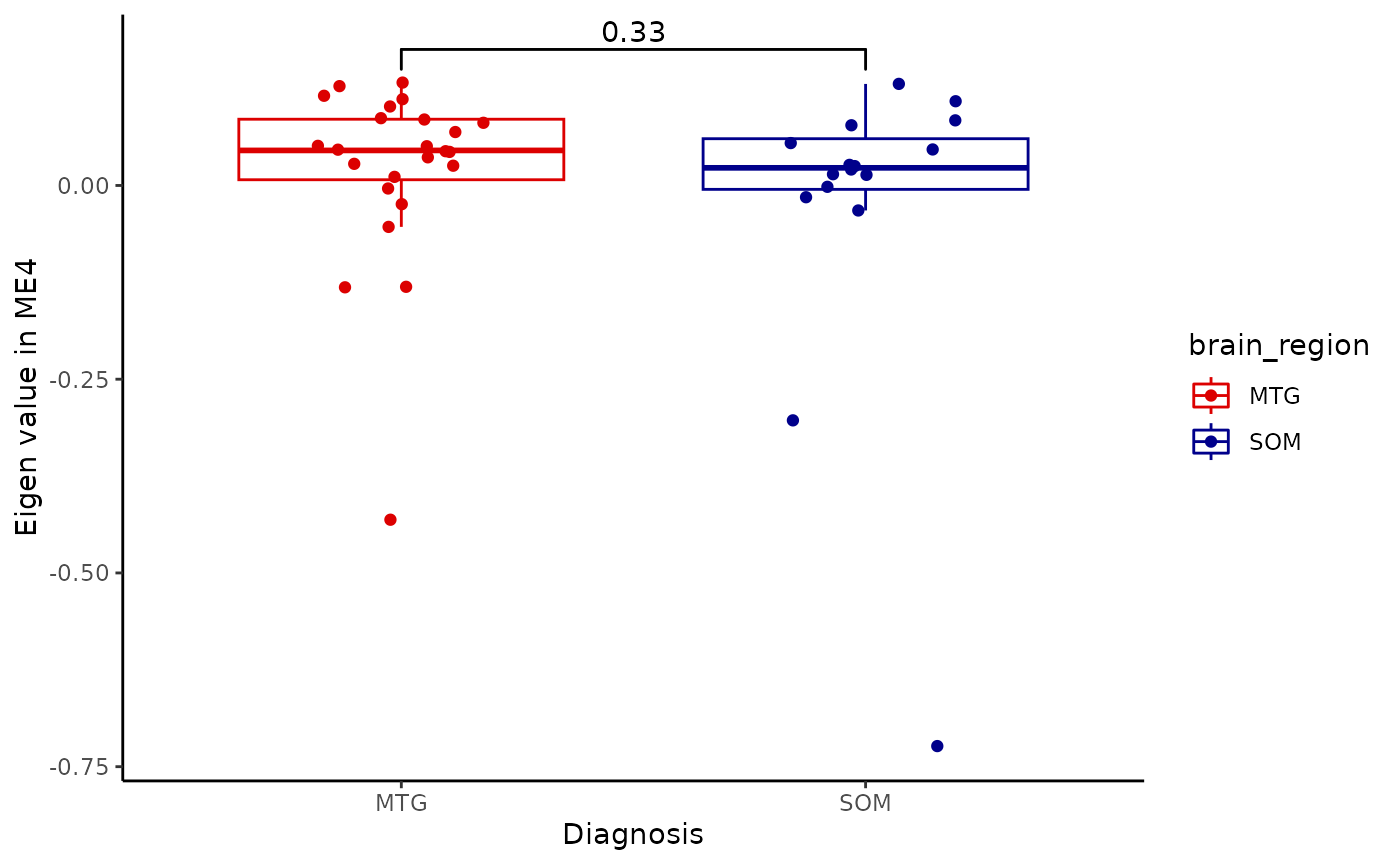 0.33
Eigen value in ME4
0.00
-0.25
-0.50
-0.75
MTG
SOM
Diagnosis
brain_region
MTG
SOM